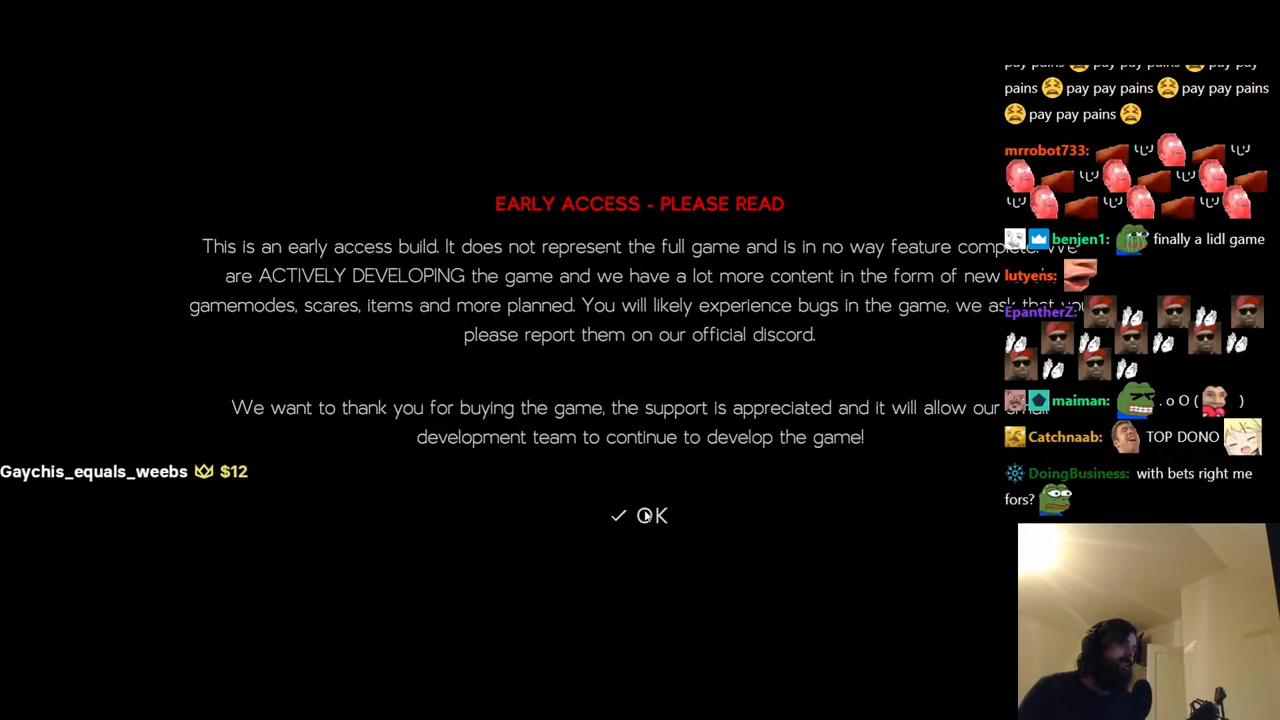 EARLY ACCESS - PLEASE READ
This is an early access build. It does not represent the full game and is in no way feature complete. We
are ACTIVELY DEVELOPING the game and we have a lot more content in the form of new
gamemodes, scares, items and more planned. You will likely experience bugs in the game, we ask that you
please report them on our official discord.
We want to thank you for buying the game, the support is appreciated and it will allow our small
development team to continue to develop the game!
OK
Gaychis_equals_weebs $12
pay pains pay pay pains pay pay
pains pay pay pains pay pay pains
pay pay pains
mrrobot733:
benjen1: finally a lidl game
lutyens:
EpantherZ:
maiman: . o O ( )
Catchnaab: TOP DONO
DoingBusiness: with bets right me
fors?